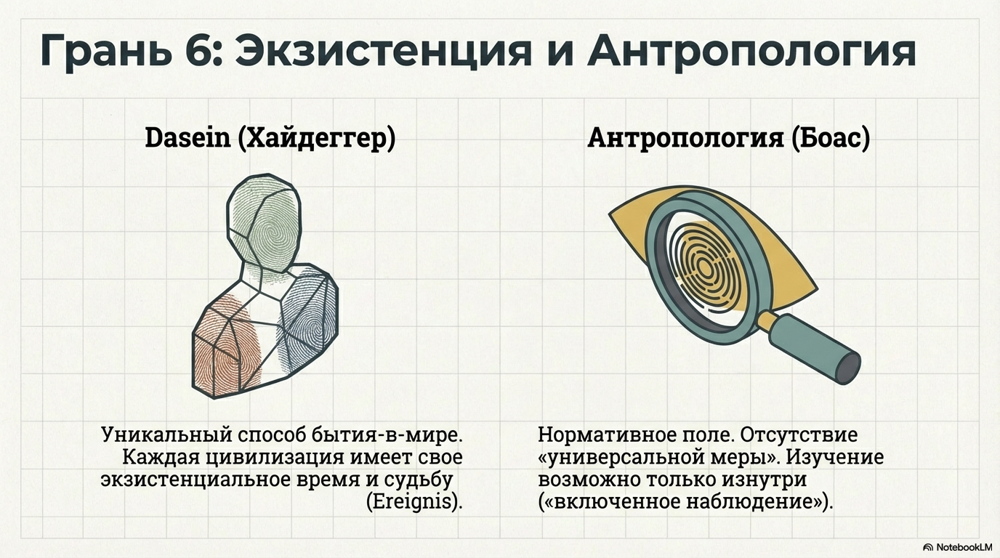 Грань 6: Экзистенция и Антропология
Dasein (Хайдеггер)
Уникальный способ бытия-в-мире.
Каждая цивилизация имеет свое
экзистенциальное время и судьбу
(Ereignis).
Антропология (Боас)
Нормативное поле. Отсутствие
«универсальной меры». Изучение
возможно только изнутри
(«включенное наблюдение»).
NotebookLM